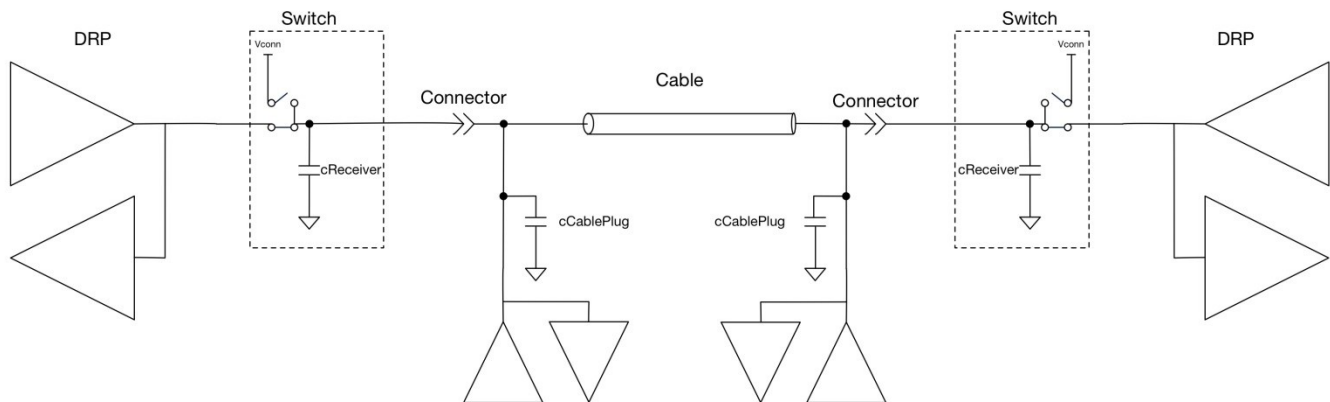 Switch
Switch
DRP
DRP
Vconn
Vconn
Cable
Connector
Connector
cReceiver
cReceiver
cCablePlug
cCablePlug